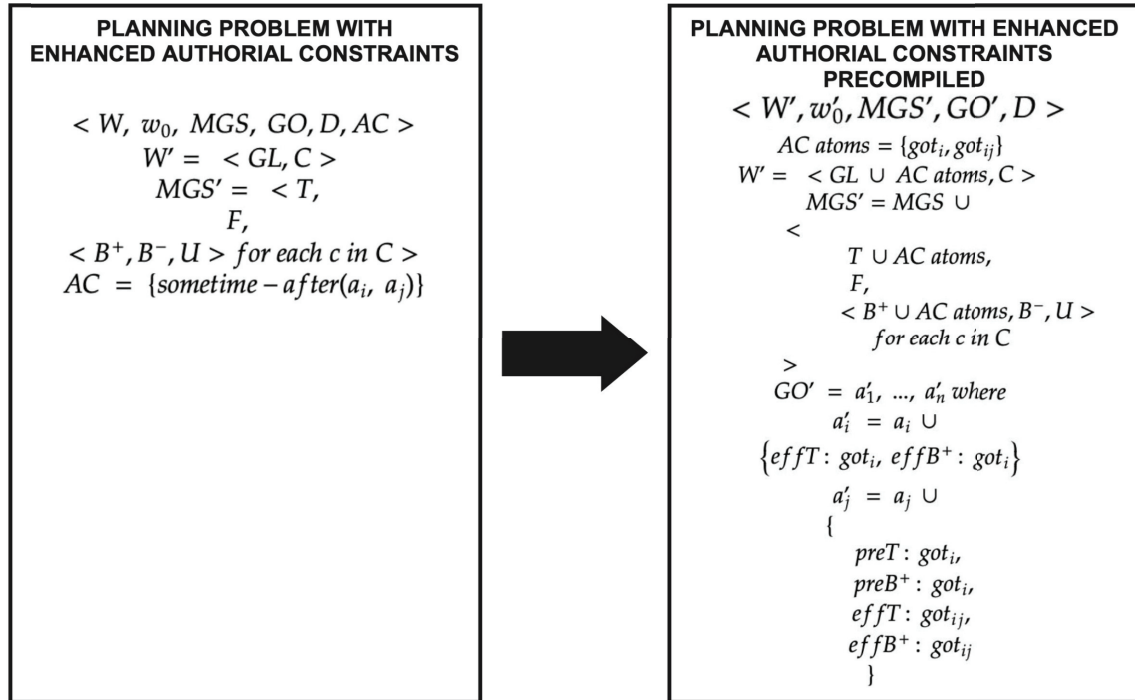 PLANNING PROBLEM WITH
ENHANCED AUTHORIAL CONSTRAINTS
< W, w₀, MGS, GO, D, AC >
W′ = < GL, C >
MGS′ = < T,
F,
< B⁺, B⁻, U > for each c in C >
AC = {sometime − after(aᵢ, aⱼ)}
PLANNING PROBLEM WITH ENHANCED
AUTHORIAL CONSTRAINTS
PRECOMPILED
< W′, w′₀, MGS′, GO′, D >
AC atoms = {gotᵢ, gotᵢⱼ}
W′ = < GL ∪ AC atoms, C >
MGS′ = MGS ∪
<
T ∪ AC atoms,
F,
< B⁺ ∪ AC atoms, B⁻, U >
for each c in C
>
GO′ = a′₁, ..., a′ₙ where
a′ᵢ = aᵢ ∪
{effT: gotᵢ, effB⁺: gotᵢ}
a′ⱼ = aⱼ ∪
{
preT: gotᵢ,
preB⁺: gotᵢ,
effT: gotᵢⱼ,
effB⁺: gotᵢⱼ
}